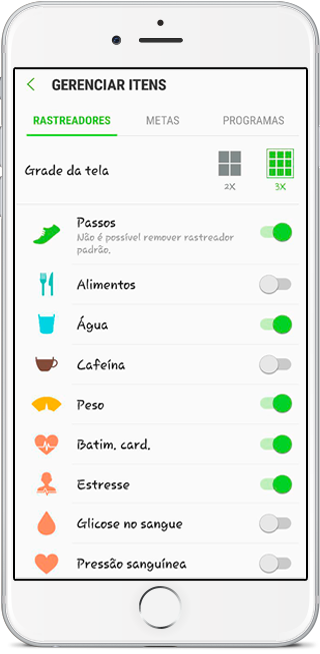 GERENCIAR ITENS
RASTREADORES METAS PROGRAMAS
Grade da tela
2X 3X
Passos
Não é possível remover rastreador
padrão.
Alimentos
Água
Cafeína
Peso
Batim. card.
Estresse
Glicose no sangue
Pressão sanguínea